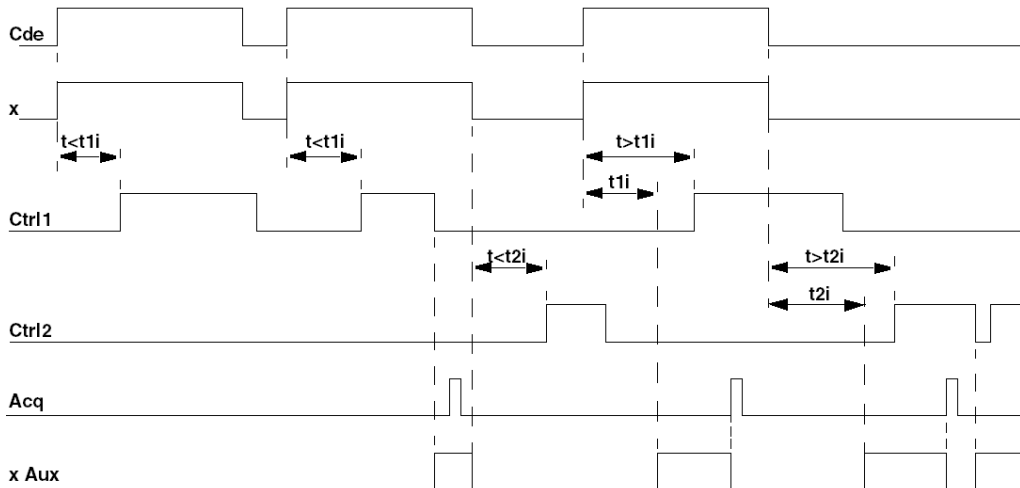 Cde
x
t<t1i
t<t1i
t>t1i
t1i
Ctrl1
t<t2i
t>t2i
t2i
Ctrl2
Acq
x Aux